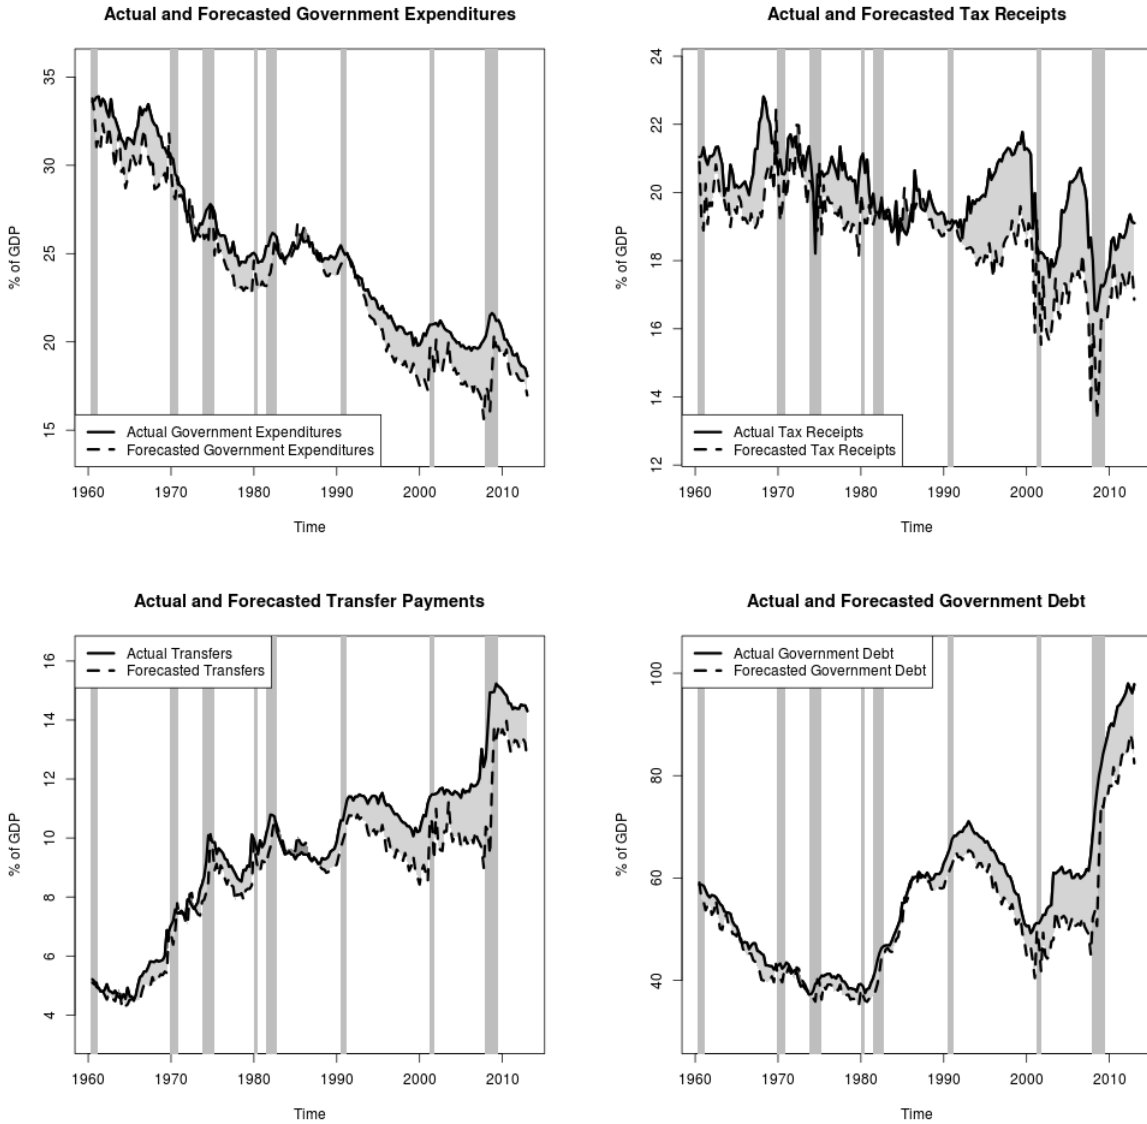 Actual and Forecasted Government Expenditures
% of GDP
35
30
25
20
15
Actual Government Expenditures
Forecasted Government Expenditures
1960 1970 1980 1990 2000 2010
Time
Actual and Forecasted Tax Receipts
% of GDP
24
22
20
18
16
14
12
Actual Tax Receipts
Forecasted Tax Receipts
1960 1970 1980 1990 2000 2010
Time
Actual and Forecasted Transfer Payments
% of GDP
16
14
12
10
8
6
4
Actual Transfers
Forecasted Transfers
1960 1970 1980 1990 2000 2010
Time
Actual and Forecasted Government Debt
% of GDP
100
80
60
40
Actual Government Debt
Forecasted Government Debt
1960 1970 1980 1990 2000 2010
Time